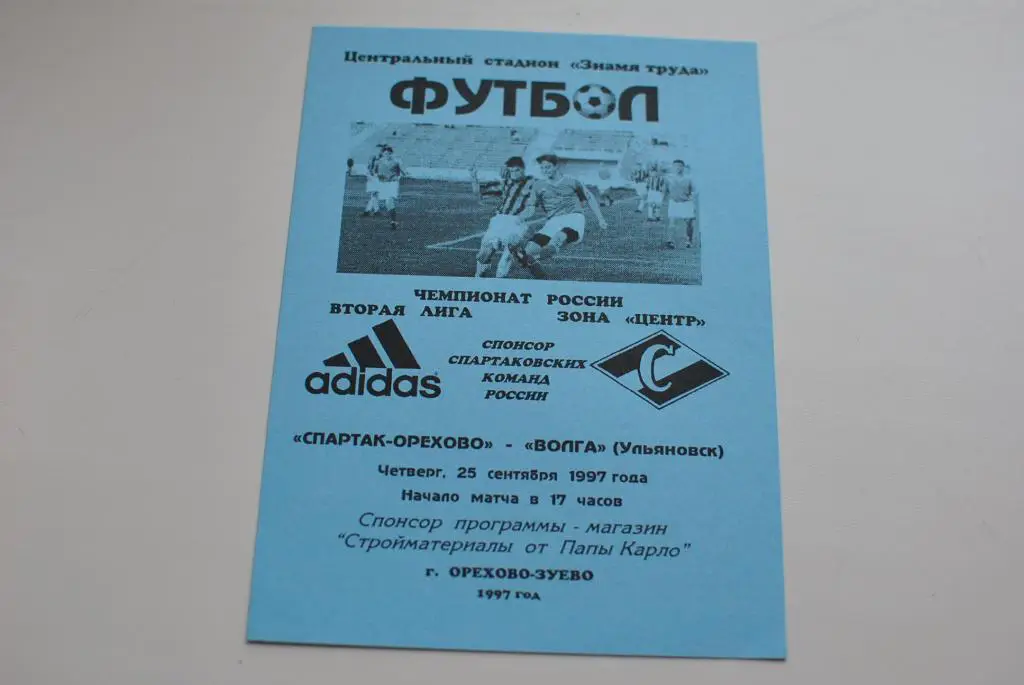 Центральный стадион «Знамя труда»
ФУТБОЛ
ЧЕМПИОНАТ РОССИИ
ВТОРАЯ ЛИГА ЗОНА «ЦЕНТР»
adidas
СПОНСОР
СПАРТАКОВСКИХ
КОМАНД
РОССИИ
С
«СПАРТАК-ОРЕХОВО» - «ВОЛГА» (Ульяновск)
Четверг, 25 сентября 1997 года
Начало матча в 17 часов
Спонсор программы - магазин
"Стройматериалы от Папы Карло"
г. ОРЕХОВО-ЗУЕВО
1997 год